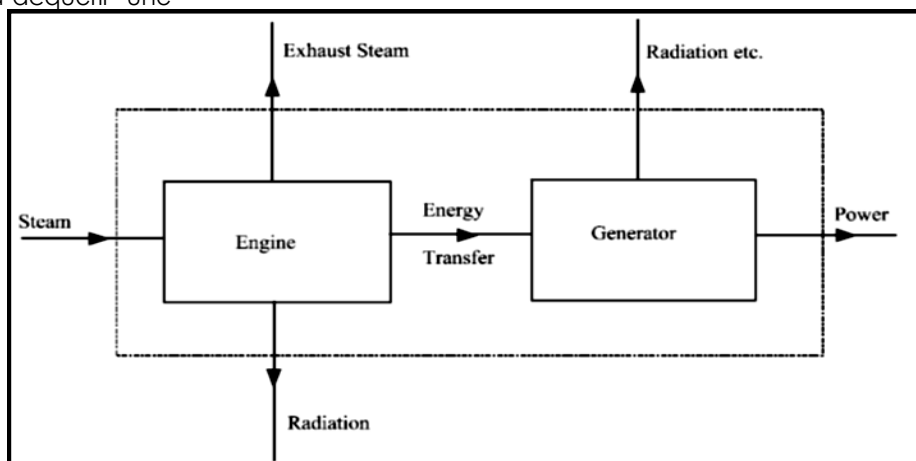 Exhaust Steam
Radiation etc.
Steam
Engine
Energy
Transfer
Generator
Power
Radiation